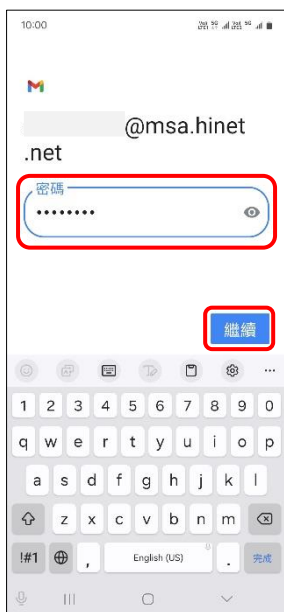 10:00
@msa.hinet
.net
密碼
繼續
1 2 3 4 5 6 7 8 9 0
q w e r t y u i o p
a s d f g h j k l
z x c v b n m
!#1 , English (US) . 完成